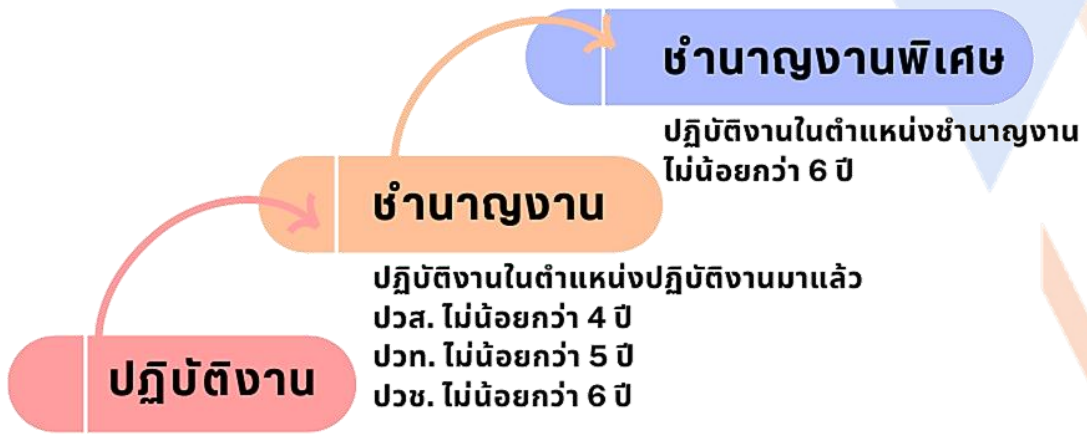 ชำนาญงานพิเศษ
ปฏิบัติงานในตำแหน่งชำนาญงาน
ไม่น้อยกว่า 6 ปี
ชำนาญงาน
ปฏิบัติงานในตำแหน่งปฏิบัติงานมาแล้ว
ปวส. ไม่น้อยกว่า 4 ปี
ปวท. ไม่น้อยกว่า 5 ปี
ปวช. ไม่น้อยกว่า 6 ปี
ปฏิบัติงาน